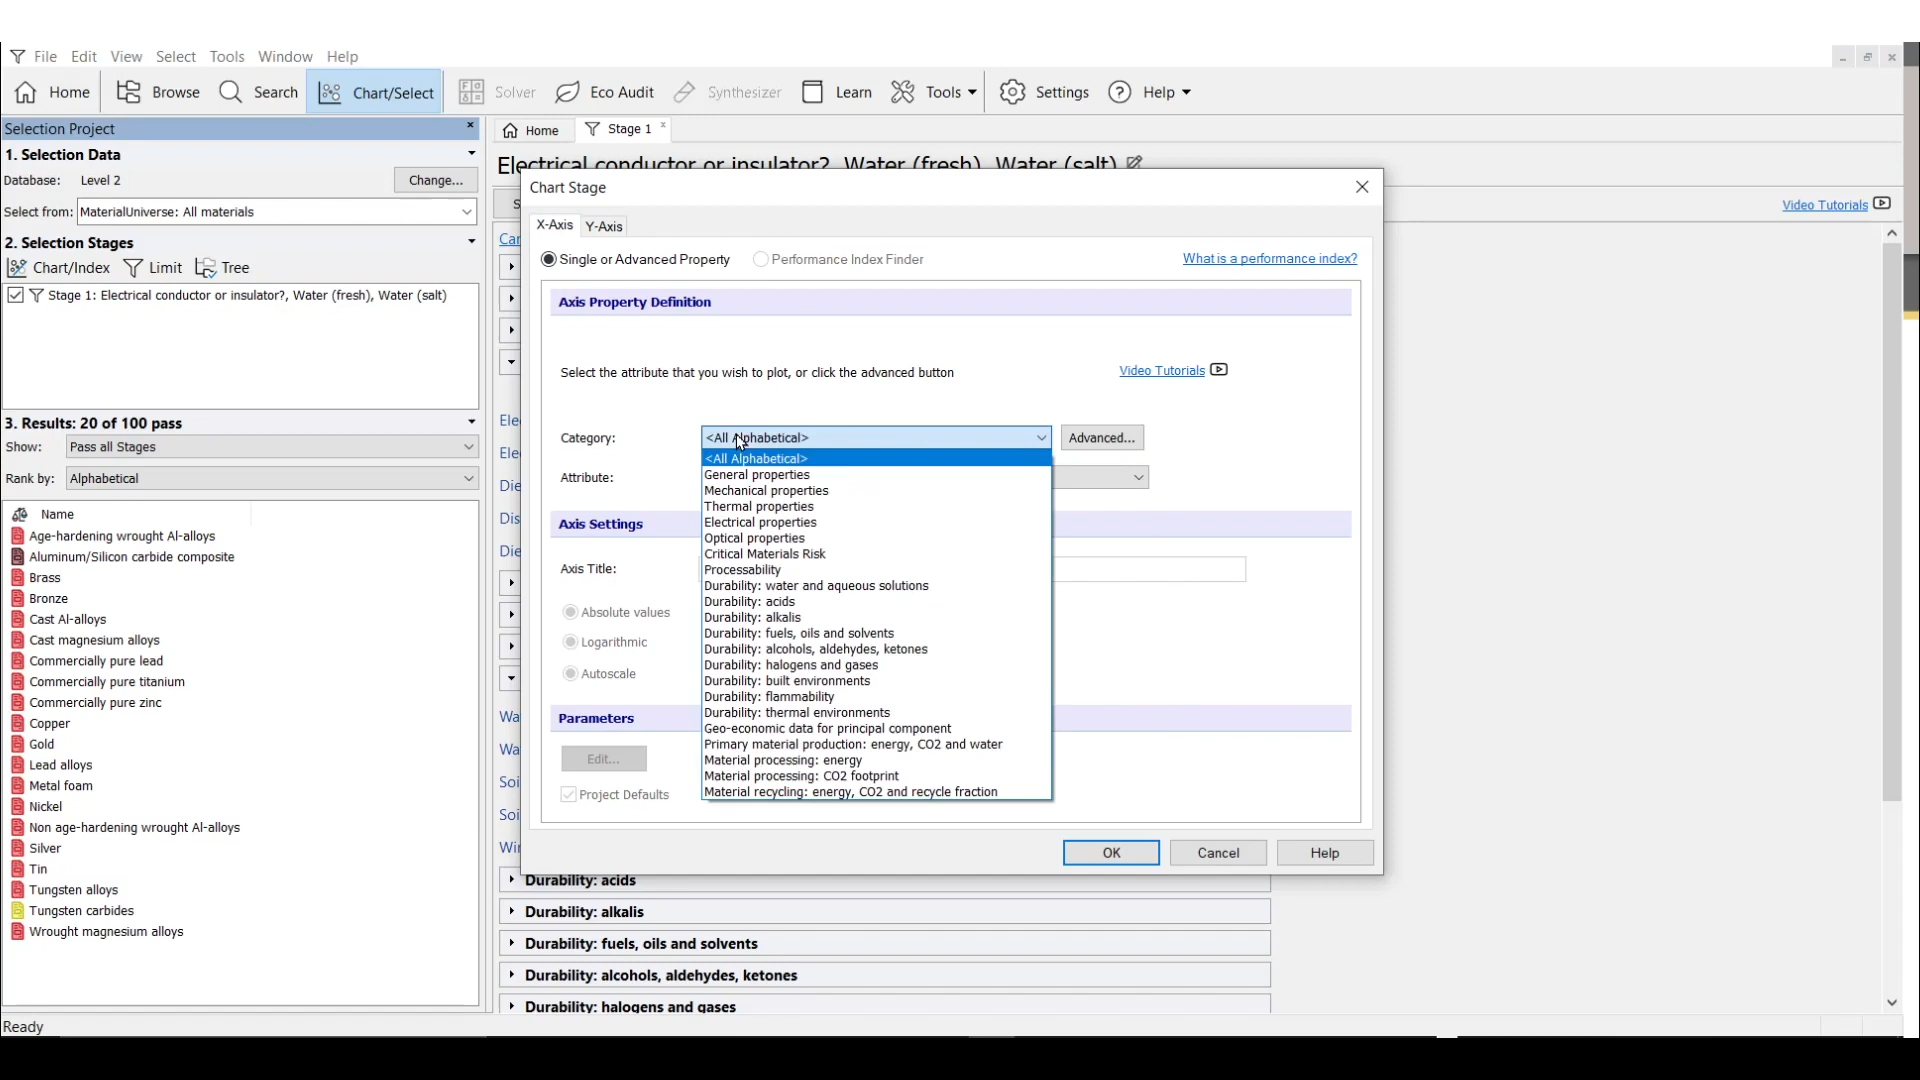 File Edit View Select Tools Window Help
Home Browse Search Chart/Select Solver Eco Audit Synthesizer Learn Tools Settings Help
Selection Project
1. Selection Data
Database: Level 2 Change...
Select from: MaterialUniverse: All materials
2. Selection Stages
Chart/Index Limit Tree
Stage 1: Electrical conductor or insulator?, Water (fresh), Water (salt)
3. Results: 20 of 100 pass
Show: Pass all Stages
Rank by: Alphabetical
Name
Age-hardening wrought Al-alloys
Aluminum/Silicon carbide composite
Brass
Bronze
Cast Al-alloys
Cast magnesium alloys
Commercially pure lead
Commercially pure titanium
Commercially pure zinc
Copper
Gold
Lead alloys
Metal foam
Nickel
Non age-hardening wrought Al-alloys
Silver
Tin
Tungsten alloys
Tungsten carbides
Wrought magnesium alloys
Ready
Home Stage 1
Electrical conductor or insulator?, Water (fresh), Water (salt)
Video Tutorials
Chart Stage
X-Axis Y-Axis
Single or Advanced Property Performance Index Finder What is a performance index?
Axis Property Definition
Select the attribute that you wish to plot, or click the advanced button Video Tutorials
Category: <All Alphabetical> Advanced...
Attribute:
<All Alphabetical>
General properties
Mechanical properties
Thermal properties
Electrical properties
Optical properties
Critical Materials Risk
Processability
Durability: water and aqueous solutions
Durability: acids
Durability: alkalis
Durability: fuels, oils and solvents
Durability: alcohols, aldehydes, ketones
Durability: halogens and gases
Durability: built environments
Durability: flammability
Durability: thermal environments
Geo-economic data for principal component
Primary material production: energy, CO2 and water
Material processing: energy
Material processing: CO2 footprint
Material recycling: energy, CO2 and recycle fraction
Axis Settings
Axis Title:
Absolute values
Logarithmic
Autoscale
Parameters
Edit...
Project Defaults
OK Cancel Help
Durability: acids
Durability: alkalis
Durability: fuels, oils and solvents
Durability: alcohols, aldehydes, ketones
Durability: halogens and gases